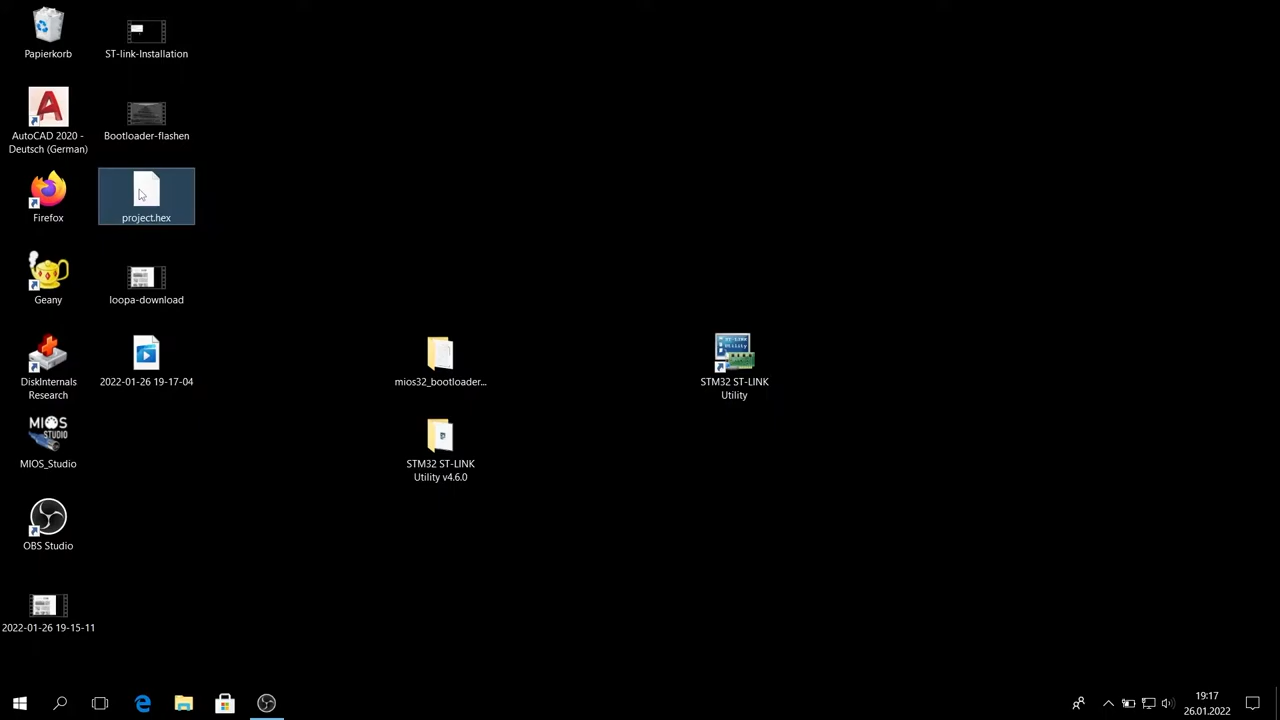 Papierkorb
ST-link-Installation
AutoCAD 2020 -
Deutsch (German)
Bootloader-flashen
Firefox
project.hex
Geany
loopa-download
DiskInternals
Research
2022-01-26 19-17-04
mios32_bootloader...
STM32 ST-LINK
Utility
MIOS
STUDIO
MIOS_Studio
STM32 ST-LINK
Utility v4.6.0
OBS Studio
2022-01-26 19-15-11
19:17
26.01.2022